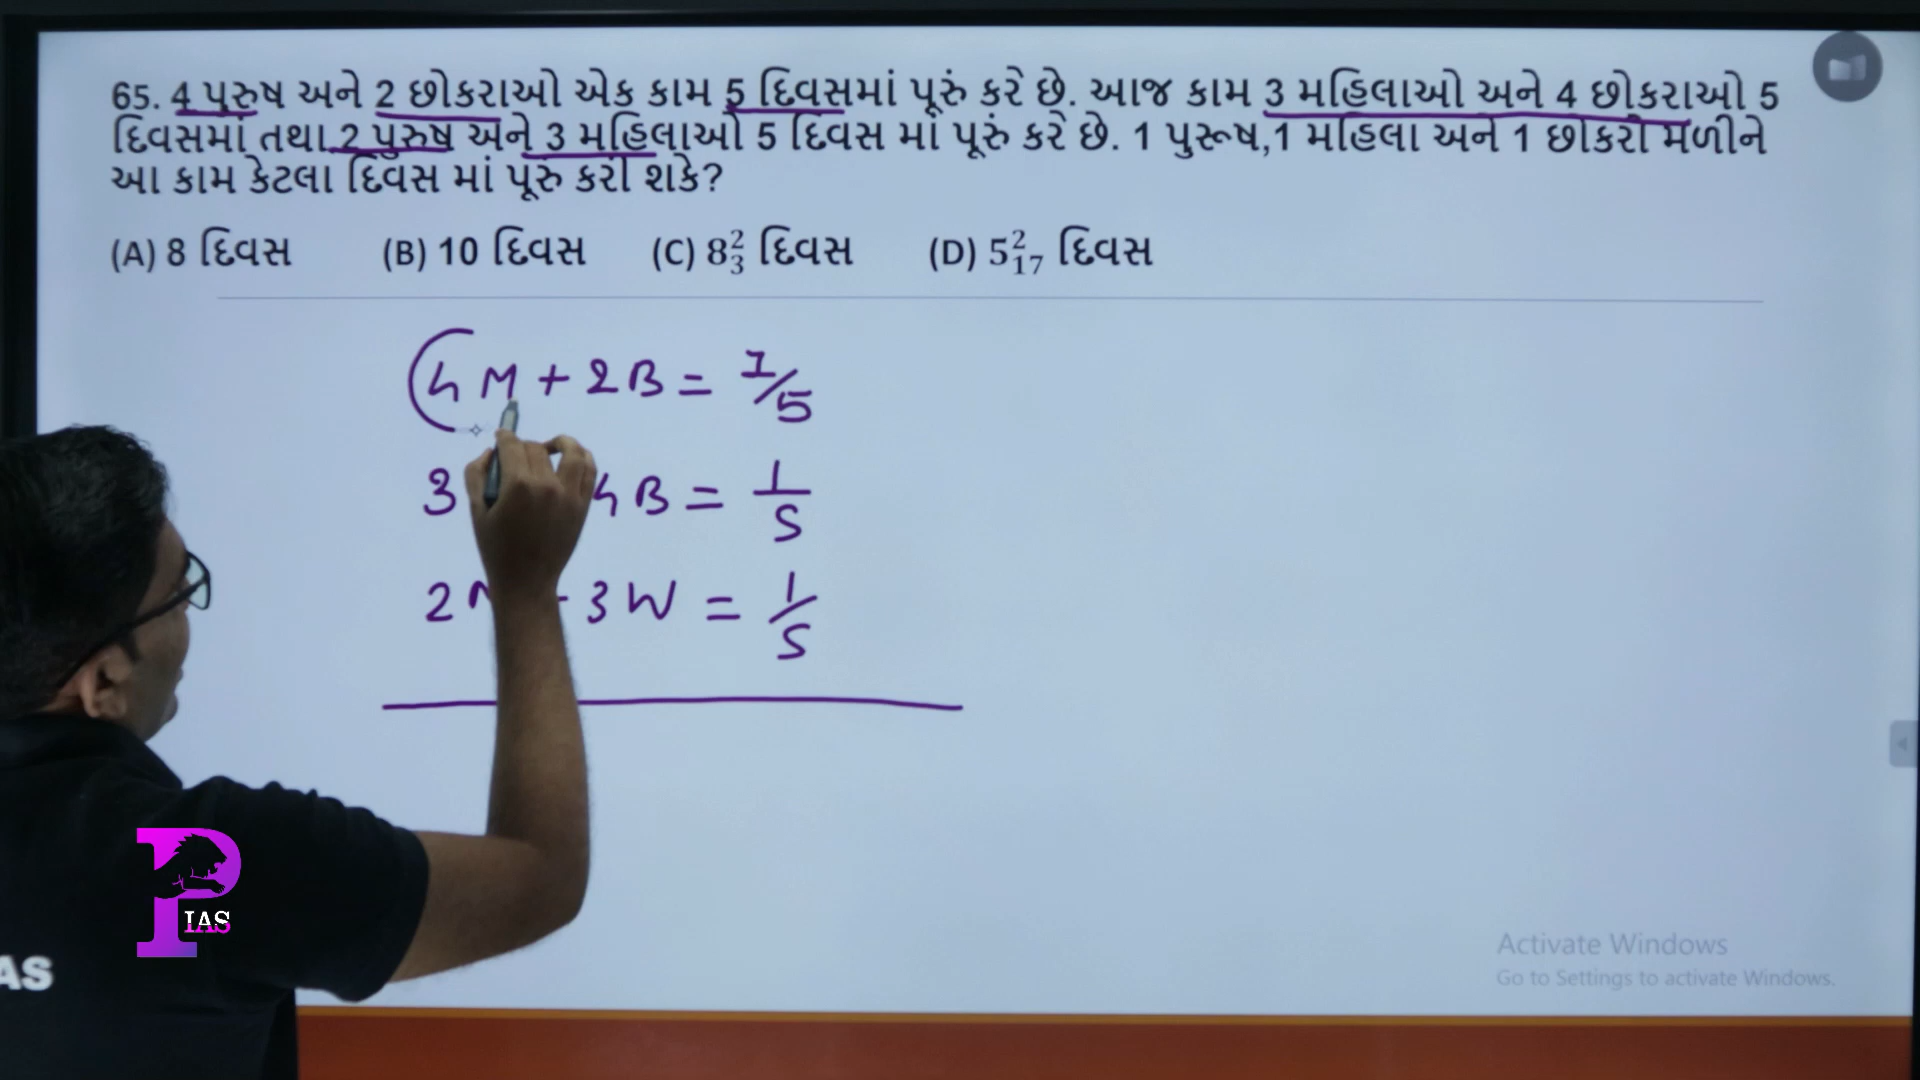 65. 4 પુરુષ અને 2 છોકરાઓ એક કામ 5 દિવસમાં પૂરું કરે છે. આજ કામ 3 મહિલાઓ અને 4 છોકરાઓ 5
દિવસમાં તથા 2 પુરુષ અને 3 મહિલાઓ 5 દિવસ માં પૂરું કરે છે. 1 પુરૂષ,1 મહિલા અને 1 છોકરો મળીને
આ કામ કેટલા દિવસ માં પૂરું કરી શકે?
(A) 8 દિવસ (B) 10 દિવસ (C) 8 2/3 દિવસ (D) 5 2/17 દિવસ
4M + 2B = 1/5
3 4B = 1/5
2 3W = 1/5
P IAS
AS
Activate Windows
Go to Settings to activate Windows.